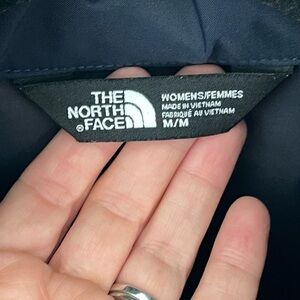 THE
NORTH
®FACE
WOMENS/FEMMES
MADE IN VIETNAM
FABRIQUÉ AU VIETNAM
M/M